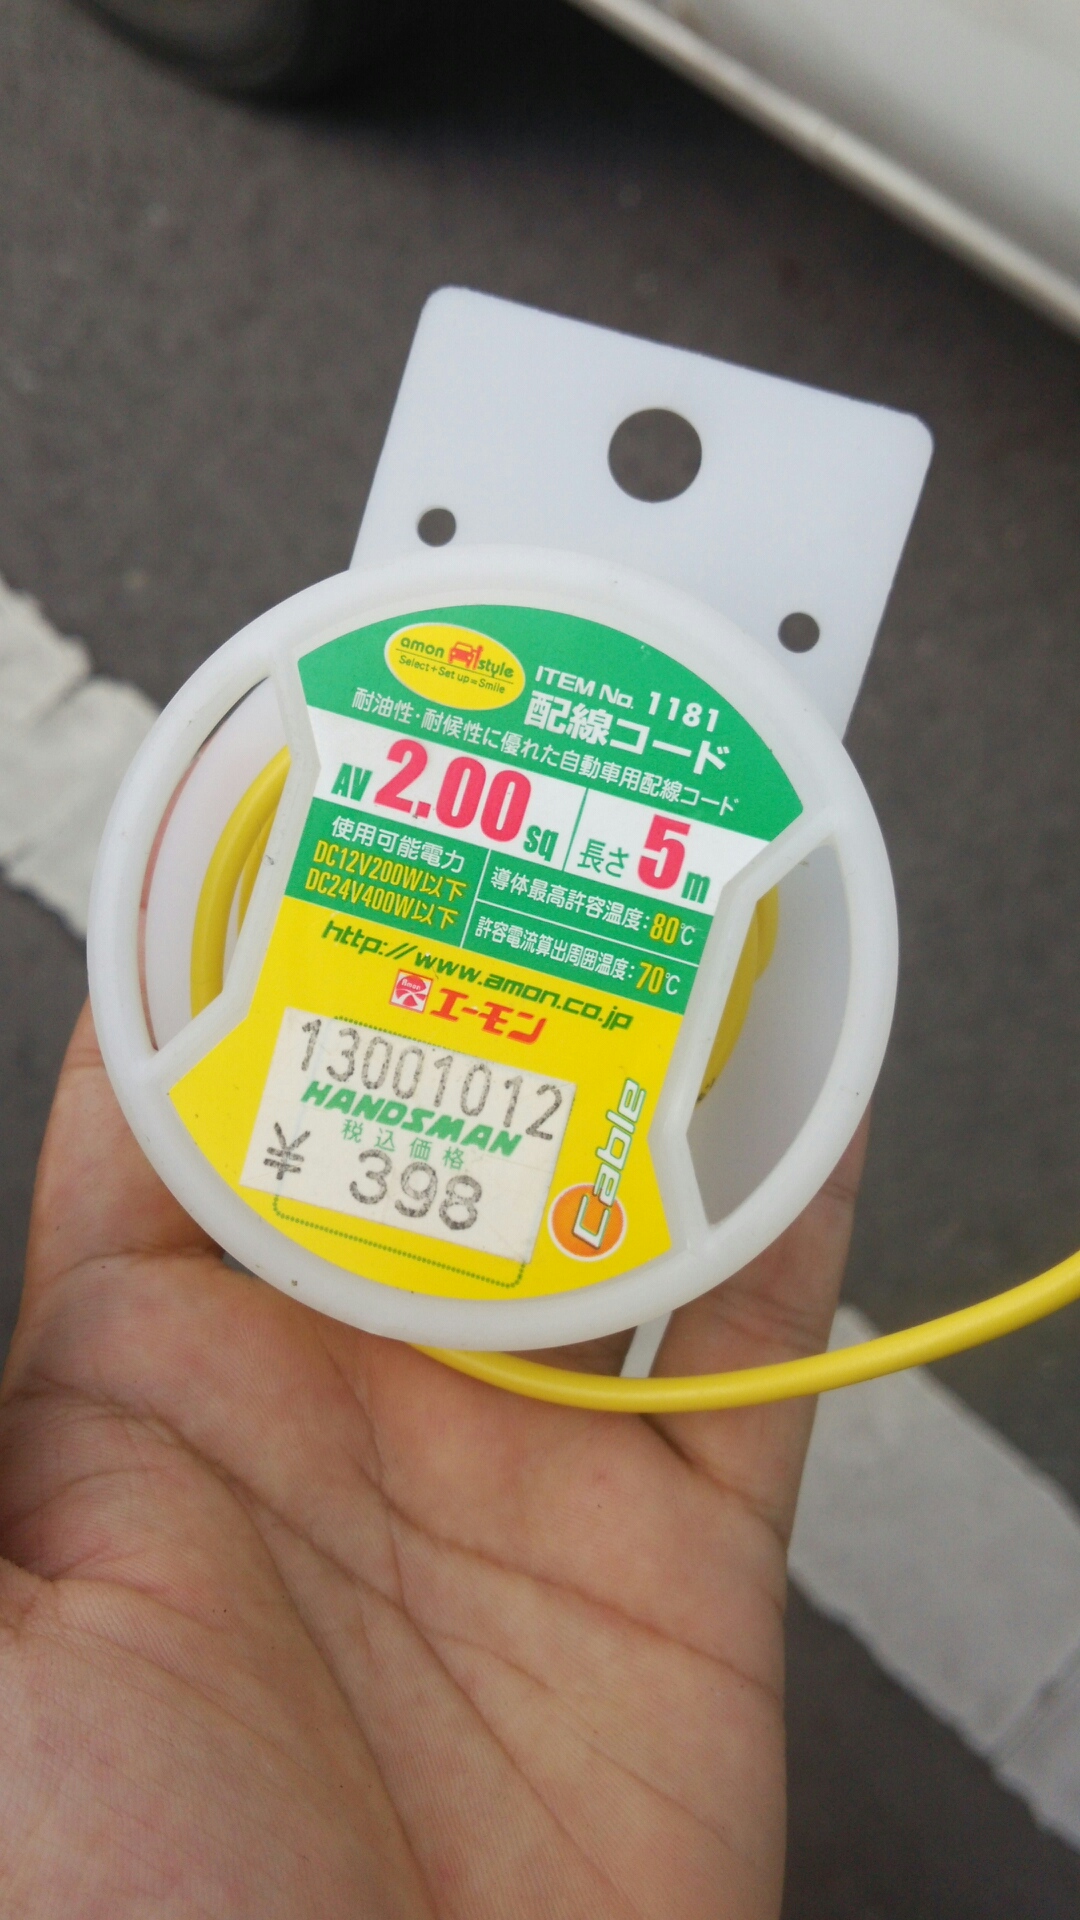 amon style
Select+Set up=Smile
ITEM No. 1181
配線コード
耐油性・耐候性に優れた自動車用配線コード
AV 2.00 sq
長さ 5 m
使用可能電力
DC12V200W以下
DC24V400W以下
導体最高許容温度:80℃
許容電流算出周囲温度:70℃
http://www.amon.co.jp
Amon エーモン
13001012
HANDSMAN
税込価格
¥ 398
Cable